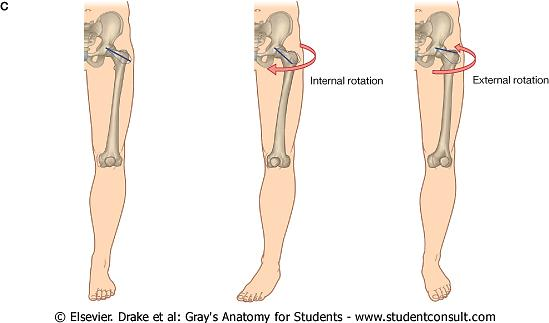 C
Internal rotation
External rotation
© Elsevier. Drake et al: Gray's Anatomy for Students - www.studentconsult.com